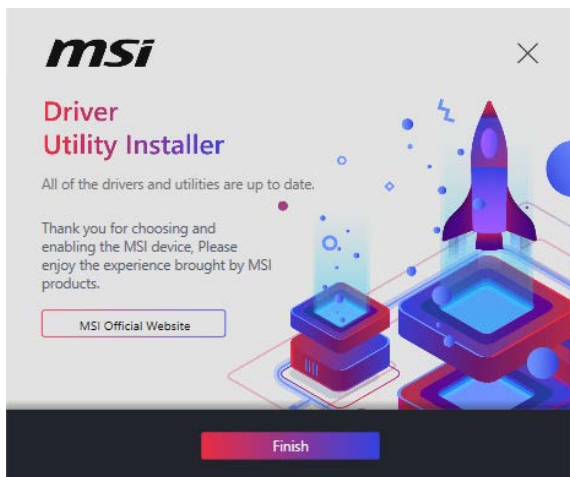 msi
Driver
Utility Installer
All of the drivers and utilities are up to date.
Thank you for choosing and
enabling the MSI device, Please
enjoy the experience brought by MSI
products.
MSI Official Website
Finish